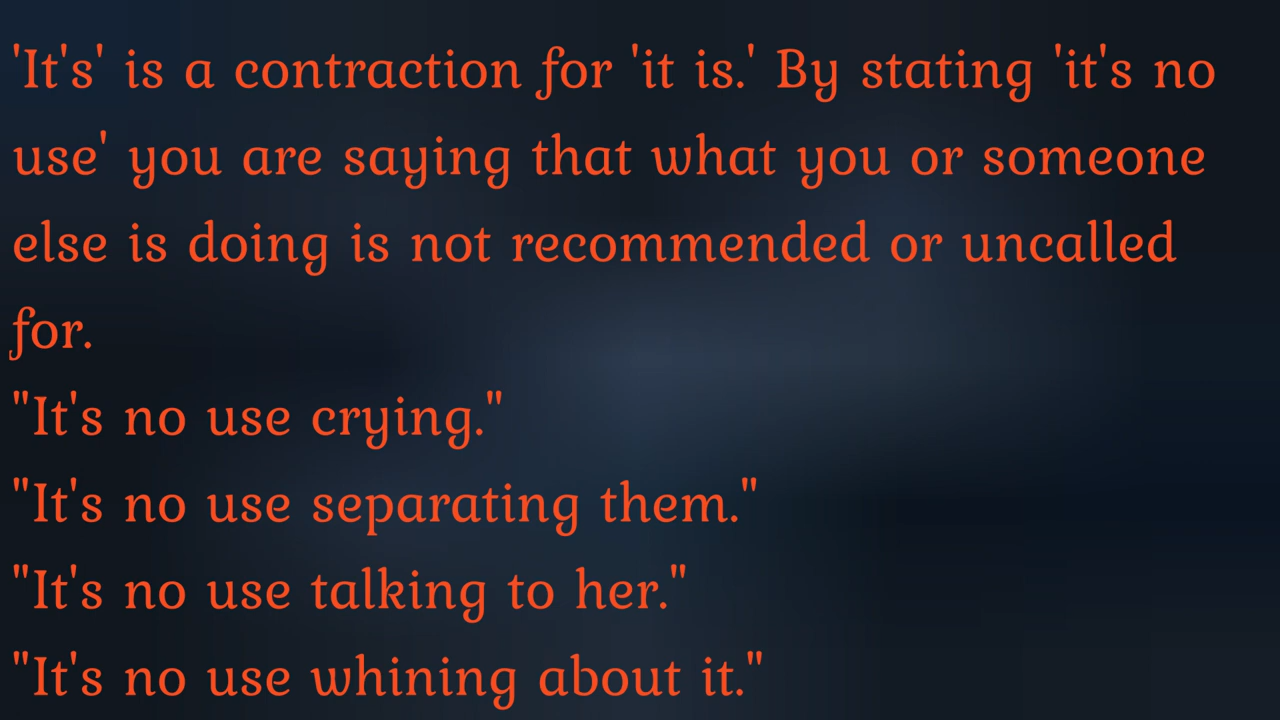 'It's' is a contraction for 'it is.' By stating 'it's no
use' you are saying that what you or someone
else is doing is not recommended or uncalled
for.
"It's no use crying."
"It's no use separating them."
"It's no use talking to her."
"It's no use whining about it."